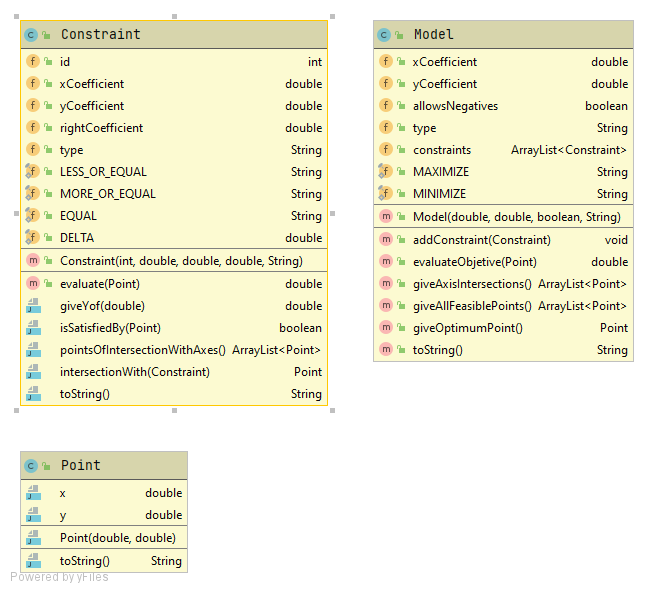 Constraint
id int
xCoefficient double
yCoefficient double
rightCoefficient double
type String
LESS_OR_EQUAL String
MORE_OR_EQUAL String
EQUAL String
DELTA double
Constraint(int, double, double, double, String)
evaluate(Point) double
giveYof(double) double
isSatisfiedBy(Point) boolean
pointsOfIntersectionWithAxes() ArrayList<Point>
intersectionWith(Constraint) Point
toString() String
Model
xCoefficient double
yCoefficient double
allowsNegatives boolean
type String
constraints ArrayList<Constraint>
MAXIMIZE String
MINIMIZE String
Model(double, double, boolean, String)
addConstraint(Constraint) void
evaluateObjetive(Point) double
giveAxisIntersections() ArrayList<Point>
giveAllFeasiblePoints() ArrayList<Point>
giveOptimumPoint() Point
toString() String
Point
x double
y double
Point(double, double)
toString() String
Powered by yFiles